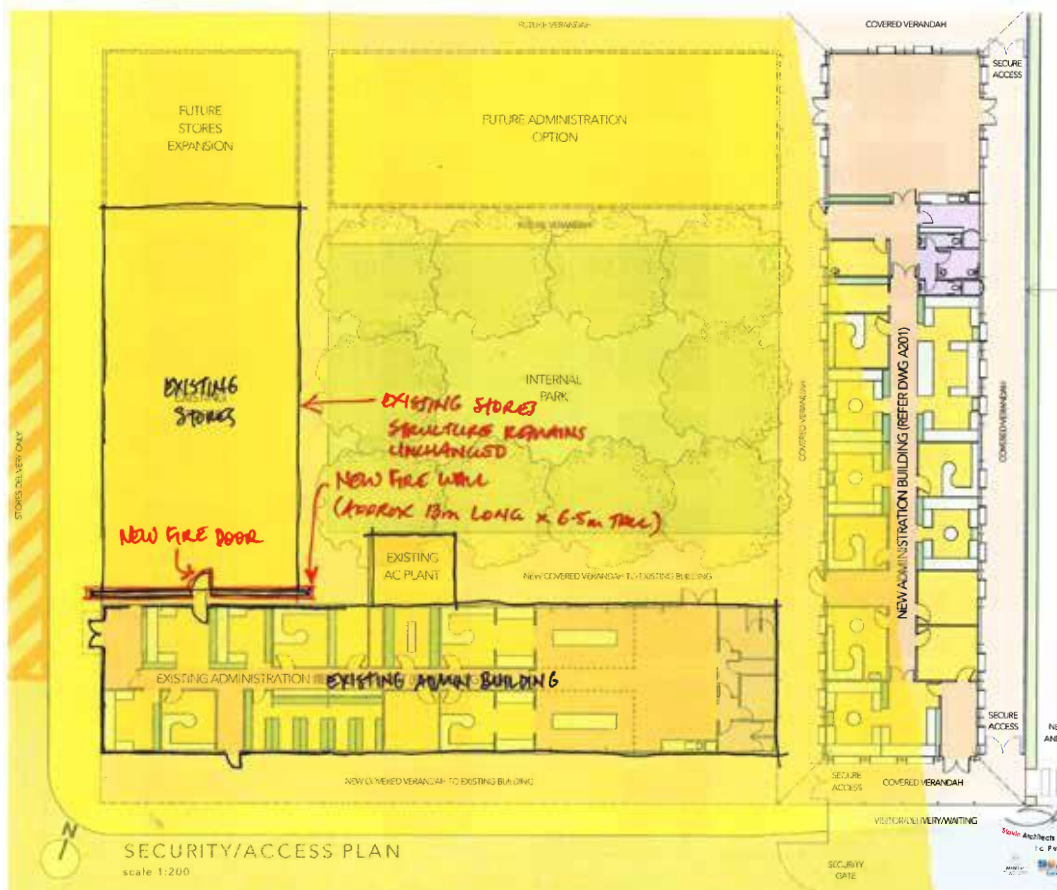 FUTURE VERANDAH
COVERED VERANDAH
SECURE
ACCESS
FUTURE
STORES
EXPANSION
FUTURE ADMINISTRATION
OPTION
FUTURE VERANDAH
EXISTING
STORES
EXISTING
INTERNAL
PARK
EXISTING STORES
STRUCTURE REMAINS
UNCHANGED
NEW FIRE WALL
(APPROX 13m LONG x 6.5m TALL)
NEW FIRE DOOR
STORES DELIVERY ONLY
COVERED VERANDAH
NEW ADMINISTRATION BUILDING (REFER DWG A201)
COVERED VERANDAH
EXISTING
AC PLANT
NEW COVERED VERANDAH TO EXISTING BUILDING
EXISTING ADMINISTRATION
EXISTING ADMIN BUILDING
NEW COVERED VERANDAH TO EXISTING BUILDING
SECURE
ACCESS
SECURE
ACCESS
COVERED VERANDAH
VISITOR/DELIVERY/WAITING
SECURITY
GATE
N
SECURITY/ACCESS PLAN
scale 1:200
Architects